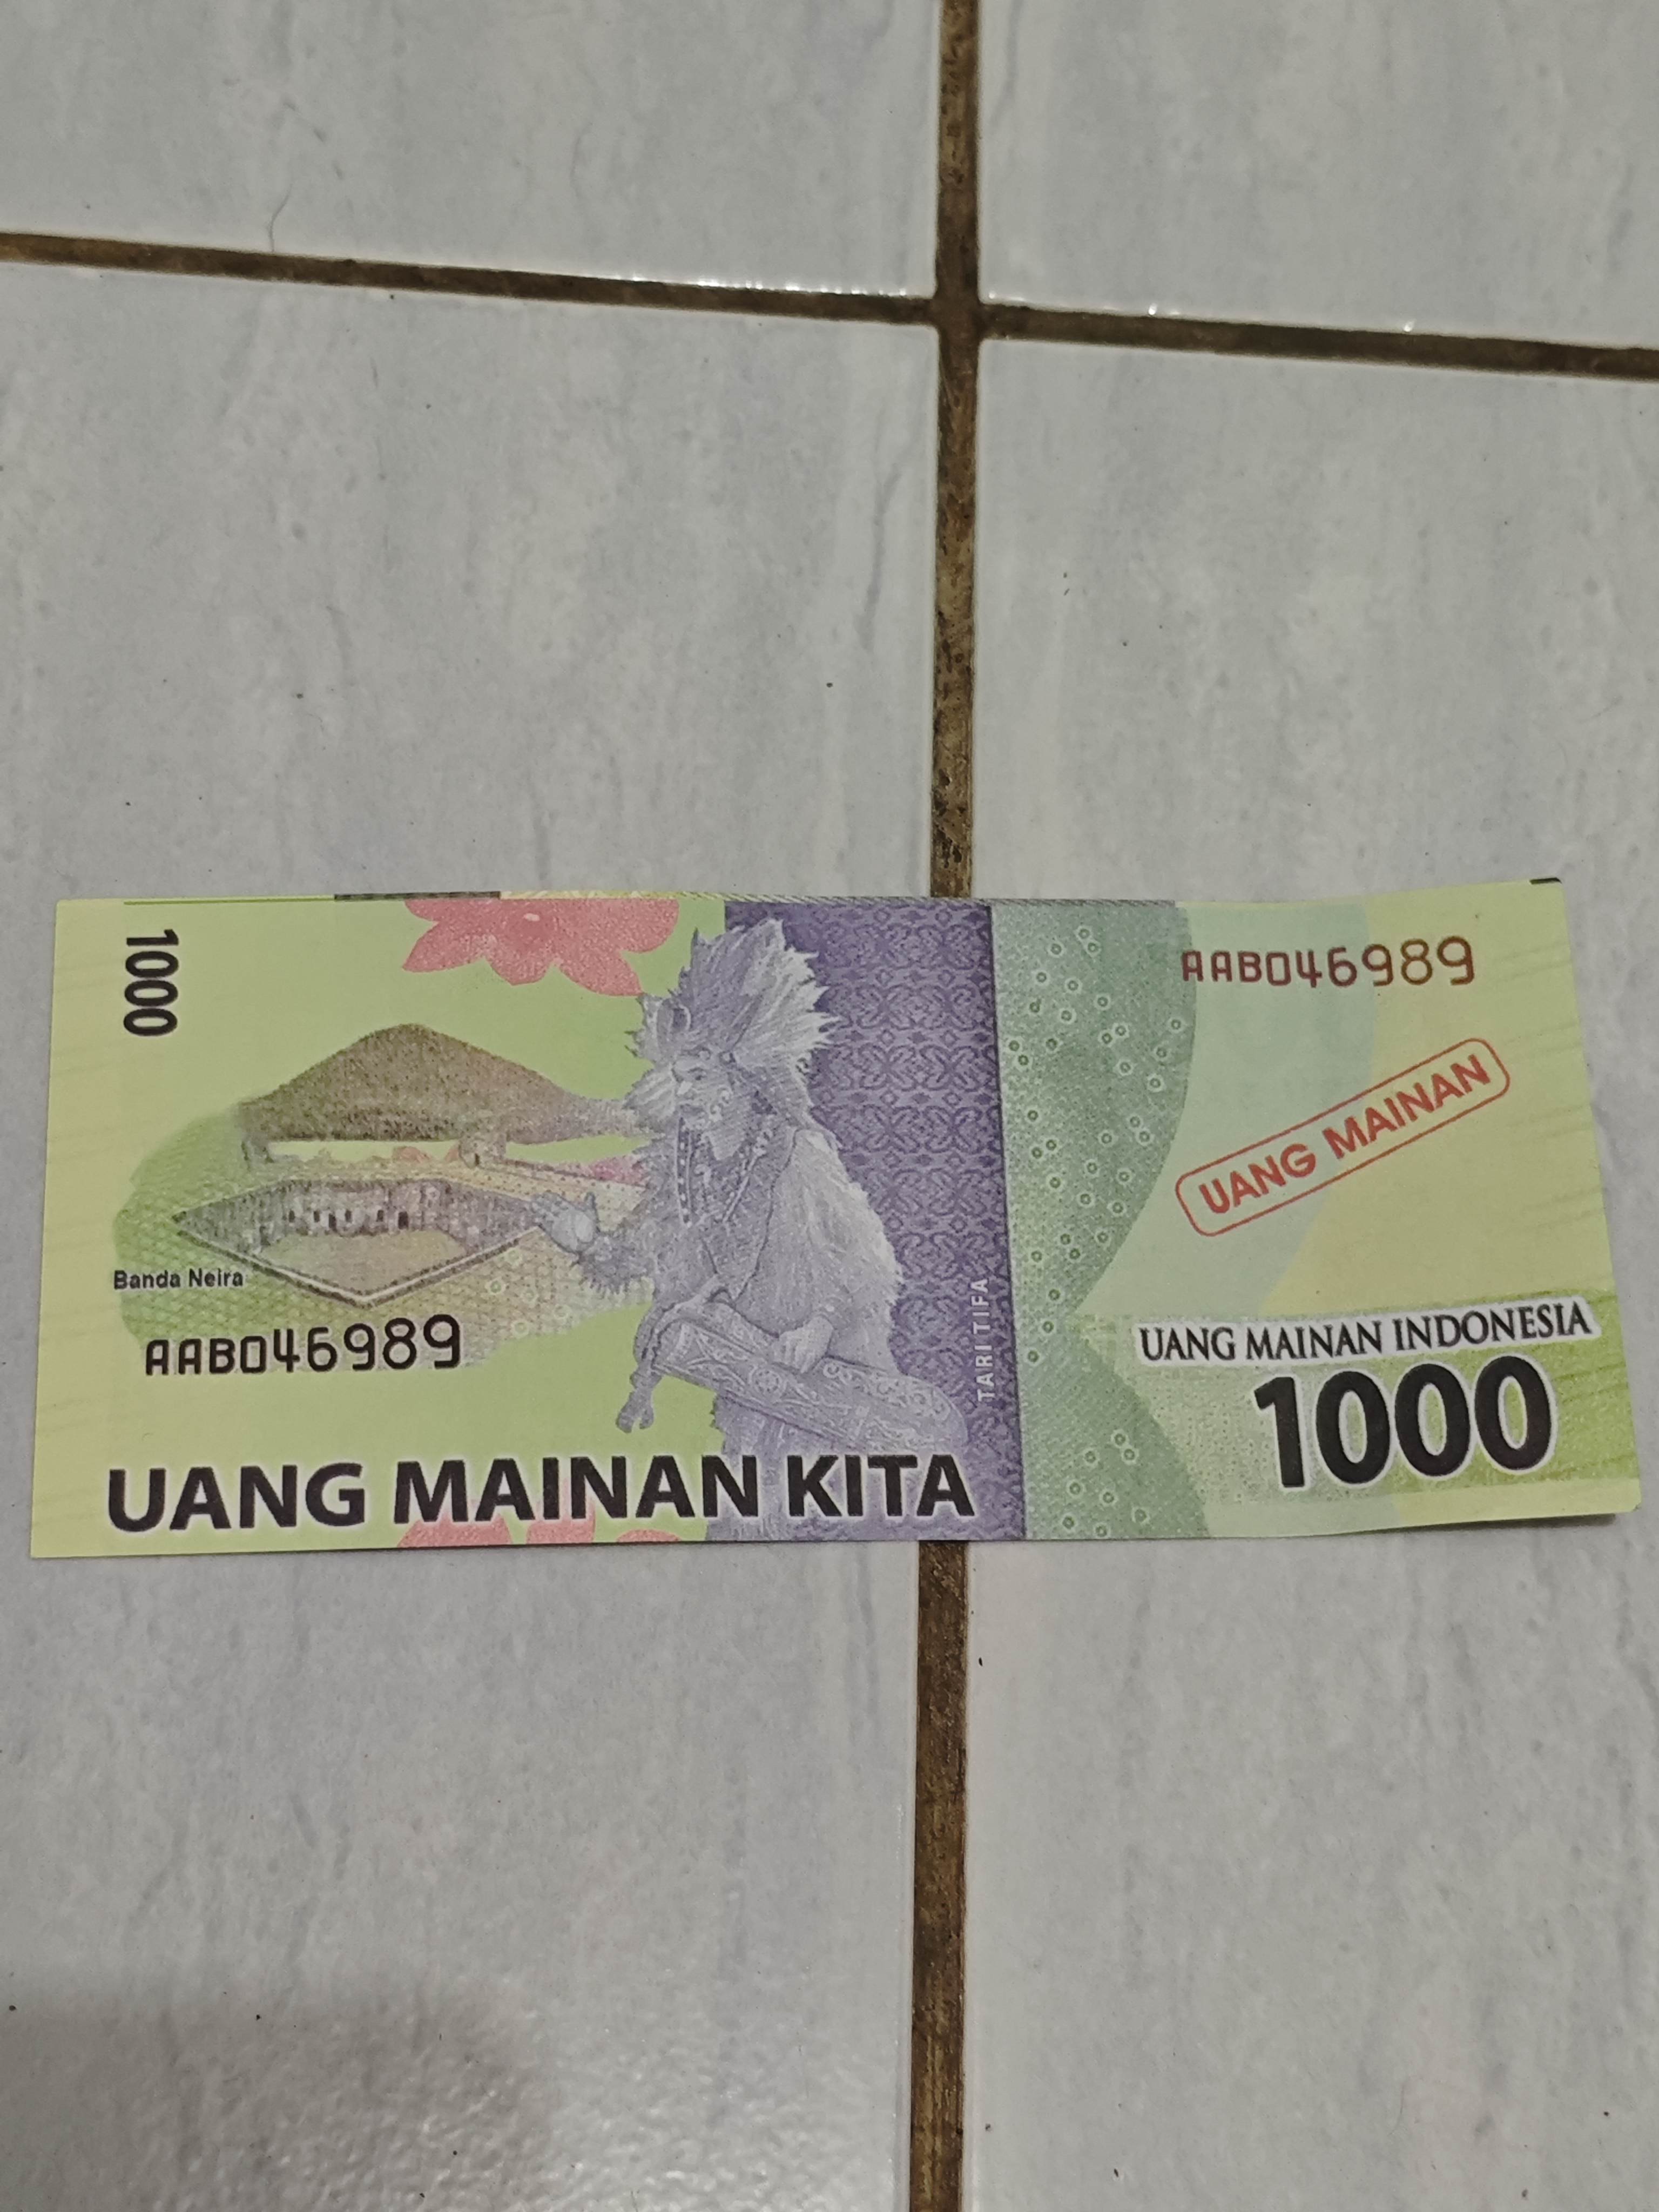 1000
AAB046989
UANG MAINAN
Banda Neira
AAB046989
TARI TIFA
UANG MAINAN INDONESIA
1000
UANG MAINAN KITA